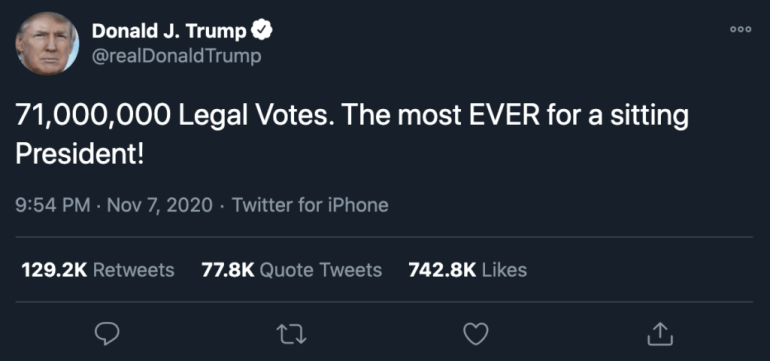 Donald J. Trump
@realDonaldTrump
71,000,000 Legal Votes. The most EVER for a sitting
President!
9:54 PM · Nov 7, 2020 · Twitter for iPhone
129.2K Retweets 77.8K Quote Tweets 742.8K Likes